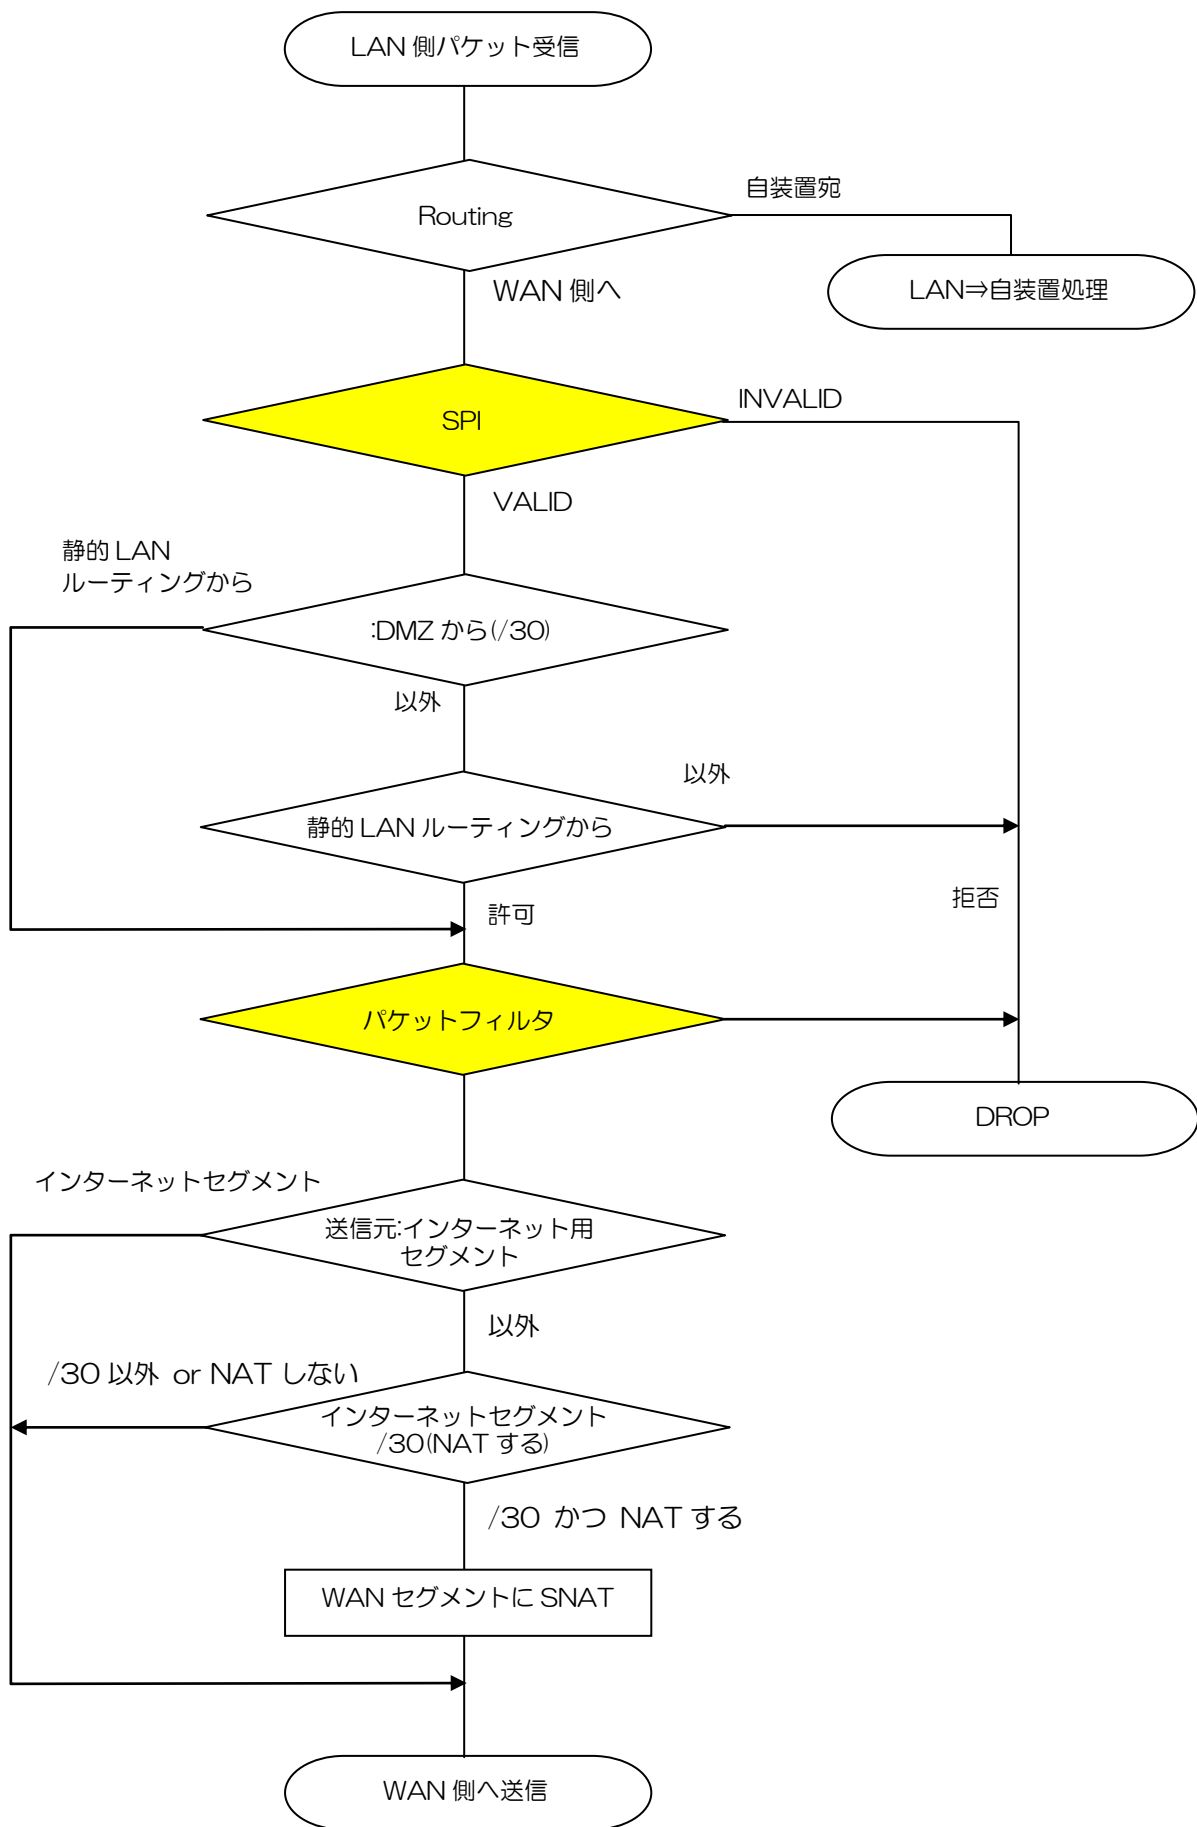 LAN 側パケット受信
自装置宛
Routing
WAN 側へ
LAN⇒自装置処理
INVALID
SPI
VALID
静的 LAN
ルーティングから
:DMZ から(/30)
以外
以外
静的 LAN ルーティングから
許可
拒否
パケットフィルタ
DROP
インターネットセグメント
送信元:インターネット用
セグメント
以外
/30 以外 or NAT しない
インターネットセグメント
/30(NAT する)
/30 かつ NAT する
WAN セグメントに SNAT
WAN 側へ送信